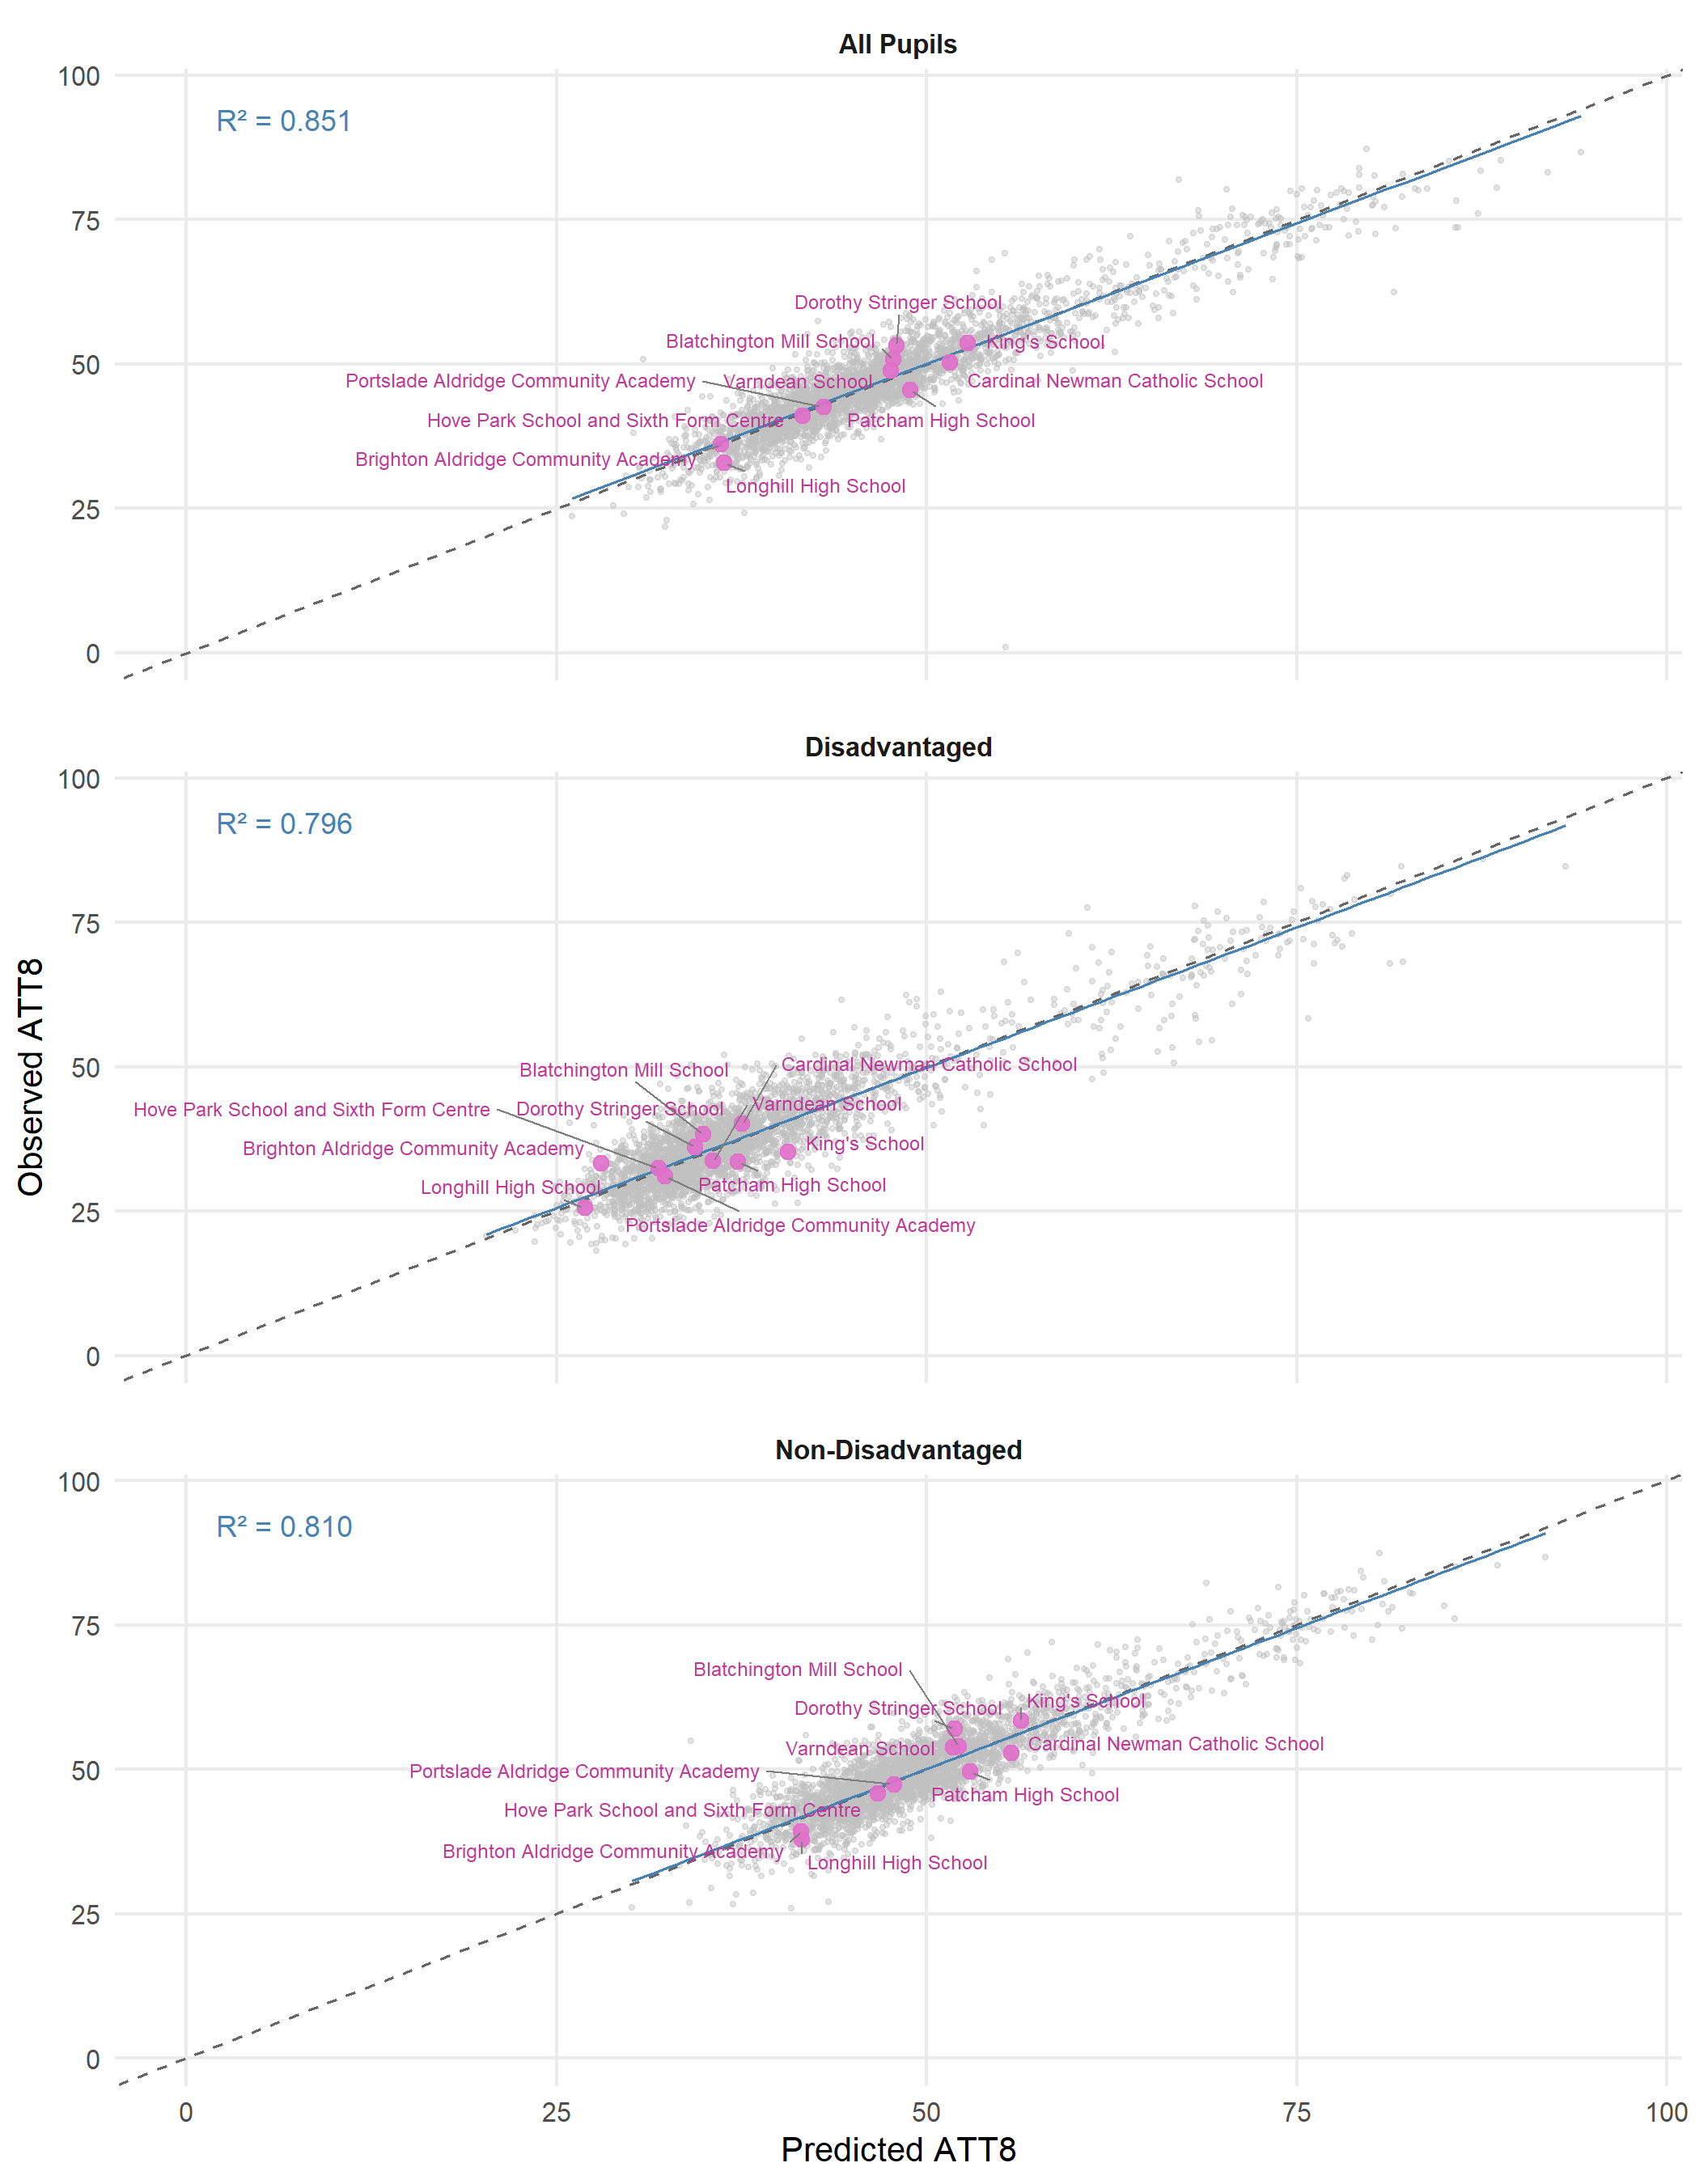 All Pupils
100
R² = 0.851
75
Dorothy Stringer School
Blatchington Mill School
King's School
50
Portslade Aldridge Community Academy
Varndean School
Cardinal Newman Catholic School
Hove Park School and Sixth Form Centre
Patcham High School
Brighton Aldridge Community Academy
Longhill High School
25
0
Disadvantaged
100
R² = 0.796
75
Cardinal Newman Catholic School
50
Blatchington Mill School
Varndean School
Hove Park School and Sixth Form Centre
Dorothy Stringer School
King's School
Brighton Aldridge Community Academy
Patcham High School
Longhill High School
25
Portslade Aldridge Community Academy
0
Observed ATT8
Non-Disadvantaged
100
R² = 0.810
75
Blatchington Mill School
King's School
Dorothy Stringer School
Cardinal Newman Catholic School
Varndean School
50
Portslade Aldridge Community Academy
Patcham High School
Hove Park School and Sixth Form Centre
Brighton Aldridge Community Academy
Longhill High School
25
0
0 25 50 75 100
Predicted ATT8